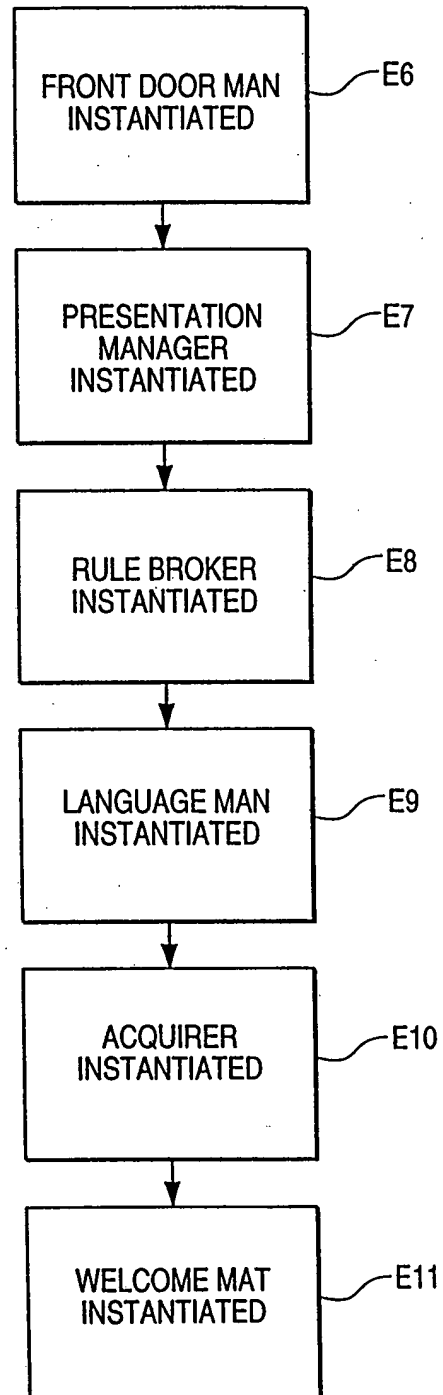 FRONT DOOR MAN
INSTANTIATED
E6
PRESENTATION
MANAGER
INSTANTIATED
E7
RULE BROKER
INSTANTIATED
E8
LANGUAGE MAN
INSTANTIATED
E9
ACQUIRER
INSTANTIATED
E10
WELCOME MAT
INSTANTIATED
E11